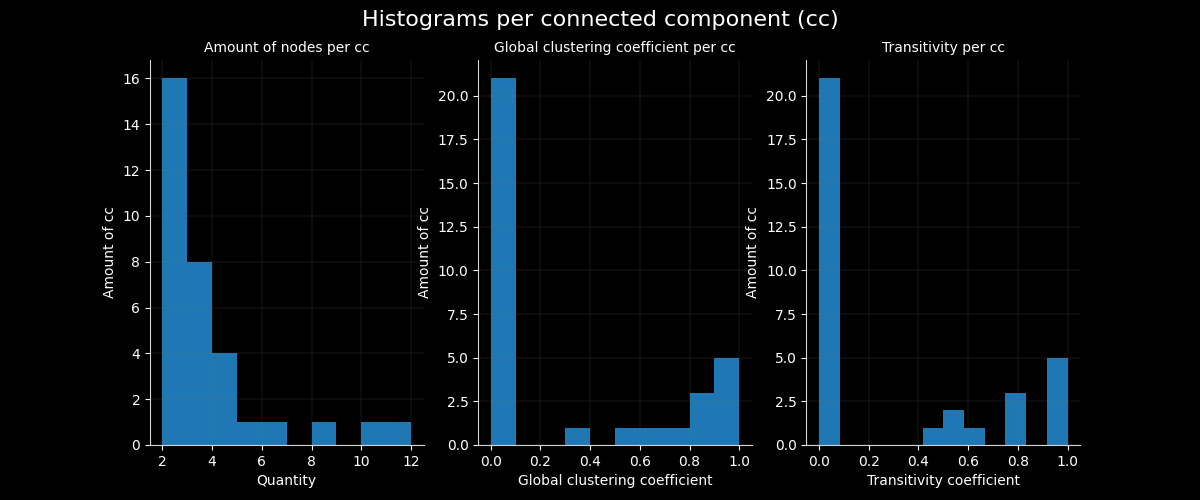 Histograms per connected component (cc)
Amount of nodes per cc
Amount of cc
16
14
12
10
8
6
4
2
0
2 4 6 8 10 12
Quantity
Global clustering coefficient per cc
Amount of cc
20.0
17.5
15.0
12.5
10.0
7.5
5.0
2.5
0.0
0.0 0.2 0.4 0.6 0.8 1.0
Global clustering coefficient
Transitivity per cc
Amount of cc
20.0
17.5
15.0
12.5
10.0
7.5
5.0
2.5
0.0
0.0 0.2 0.4 0.6 0.8 1.0
Transitivity coefficient